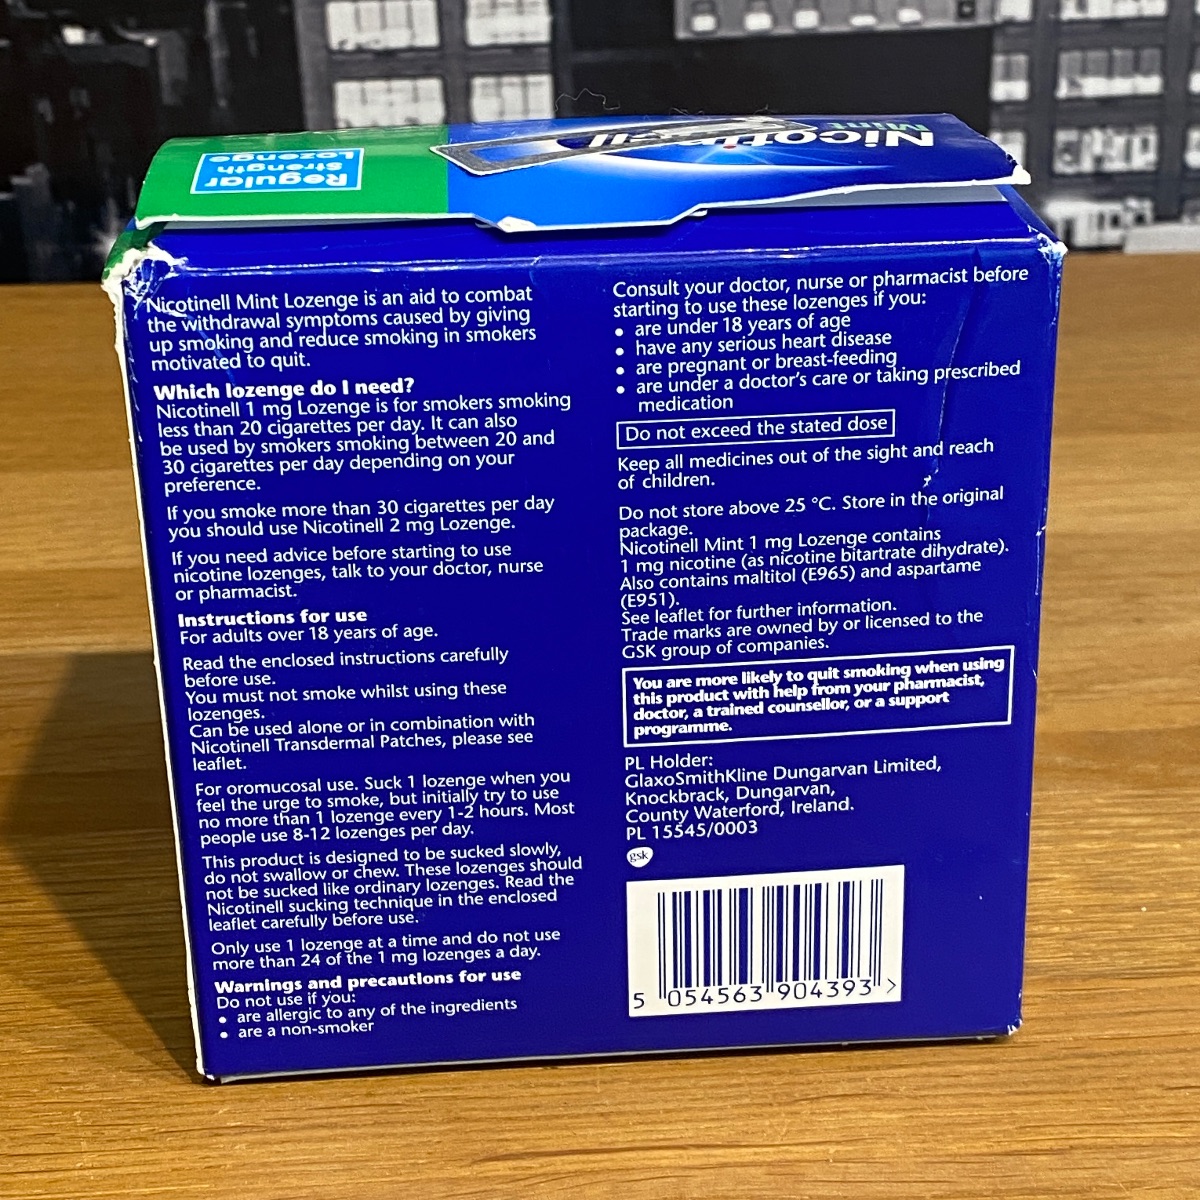 Nicotinell
Mint
Regular
Strength
Lozenge
Nicotinell Mint Lozenge is an aid to combat
the withdrawal symptoms caused by giving
up smoking and reduce smoking in smokers
motivated to quit.
Which lozenge do I need?
Nicotinell 1 mg Lozenge is for smokers smoking
less than 20 cigarettes per day. It can also
be used by smokers smoking between 20 and
30 cigarettes per day depending on your
preference.
If you smoke more than 30 cigarettes per day
you should use Nicotinell 2 mg Lozenge.
If you need advice before starting to use
nicotine lozenges, talk to your doctor, nurse
or pharmacist.
Instructions for use
For adults over 18 years of age.
Read the enclosed instructions carefully
before use.
You must not smoke whilst using these
lozenges.
Can be used alone or in combination with
Nicotinell Transdermal Patches, please see
leaflet.
For oromucosal use. Suck 1 lozenge when you
feel the urge to smoke, but initially try to use
no more than 1 lozenge every 1-2 hours. Most
people use 8-12 lozenges per day.
This product is designed to be sucked slowly,
do not swallow or chew. These lozenges should
not be sucked like ordinary lozenges. Read the
Nicotinell sucking technique in the enclosed
leaflet carefully before use.
Only use 1 lozenge at a time and do not use
more than 24 of the 1 mg lozenges a day.
Warnings and precautions for use
Do not use if you:
• are allergic to any of the ingredients
• are a non-smoker
Consult your doctor, nurse or pharmacist before
starting to use these lozenges if you:
• are under 18 years of age
• have any serious heart disease
• are pregnant or breast-feeding
• are under a doctor's care or taking prescribed
medication
Do not exceed the stated dose
Keep all medicines out of the sight and reach
of children.
Do not store above 25 °C. Store in the original
package.
Nicotinell Mint 1 mg Lozenge contains
1 mg nicotine (as nicotine bitartrate dihydrate).
Also contains maltitol (E965) and aspartame
(E951).
See leaflet for further information.
Trade marks are owned by or licensed to the
GSK group of companies.
You are more likely to quit smoking when using
this product with help from your pharmacist,
doctor, a trained counsellor, or a support
programme.
PL Holder:
GlaxoSmithKline Dungarvan Limited,
Knockbrack, Dungarvan,
County Waterford, Ireland.
PL 15545/0003
gsk
5 054563 904393 >